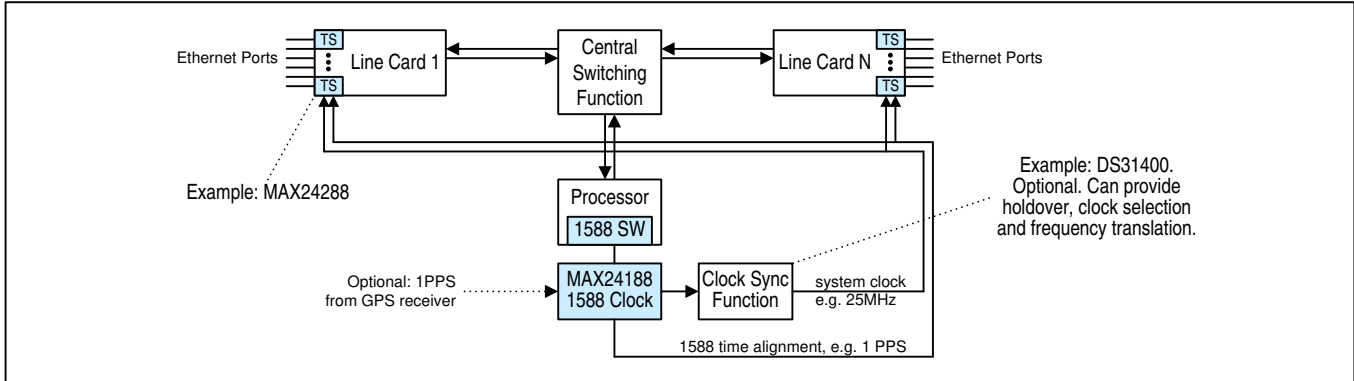 TS
TS
Ethernet Ports
Line Card 1
Central
Switching
Function
Line Card N
TS
TS
Ethernet Ports
Example: MAX24288
Processor
1588 SW
Example: DS31400.
Optional. Can provide
holdover, clock selection
and frequency translation.
Optional: 1PPS
from GPS receiver
MAX24188
1588 Clock
Clock Sync
Function
system clock
e.g. 25MHz
1588 time alignment, e.g. 1 PPS